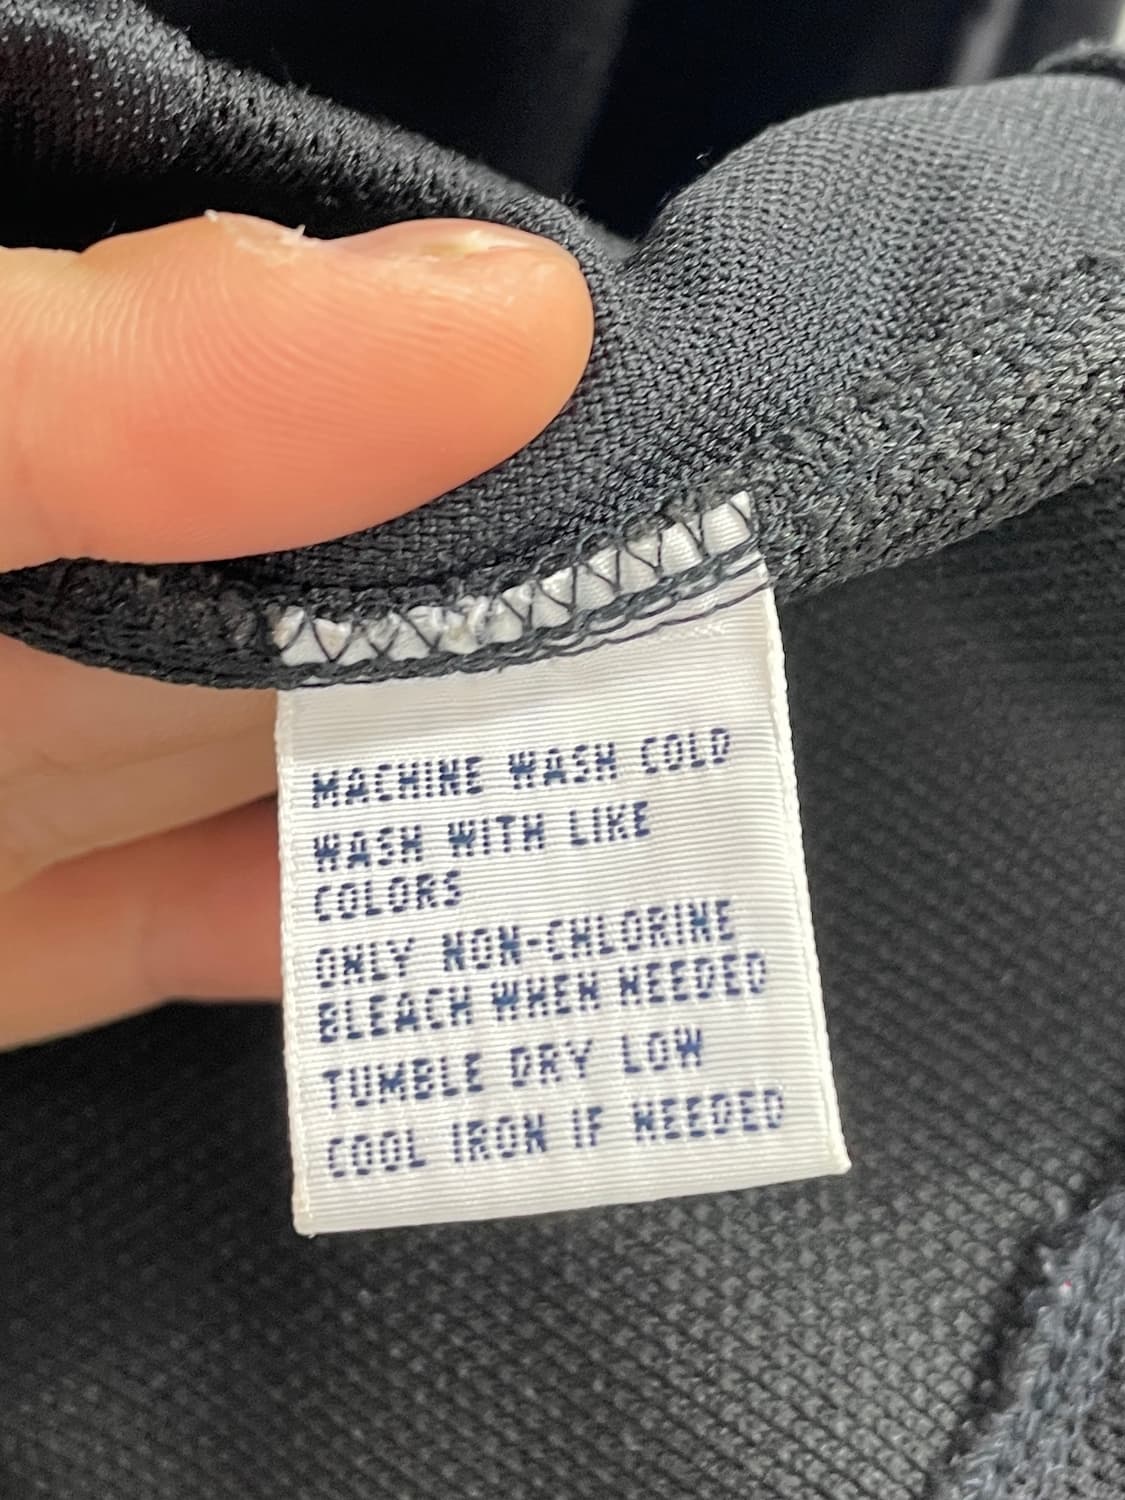 MACHINE WASH COLD
WASH WITH LIKE
COLORS
ONLY NON-CHLORINE
BLEACH WHEN NEEDED
TUMBLE DRY LOW
COOL IRON IF NEEDED